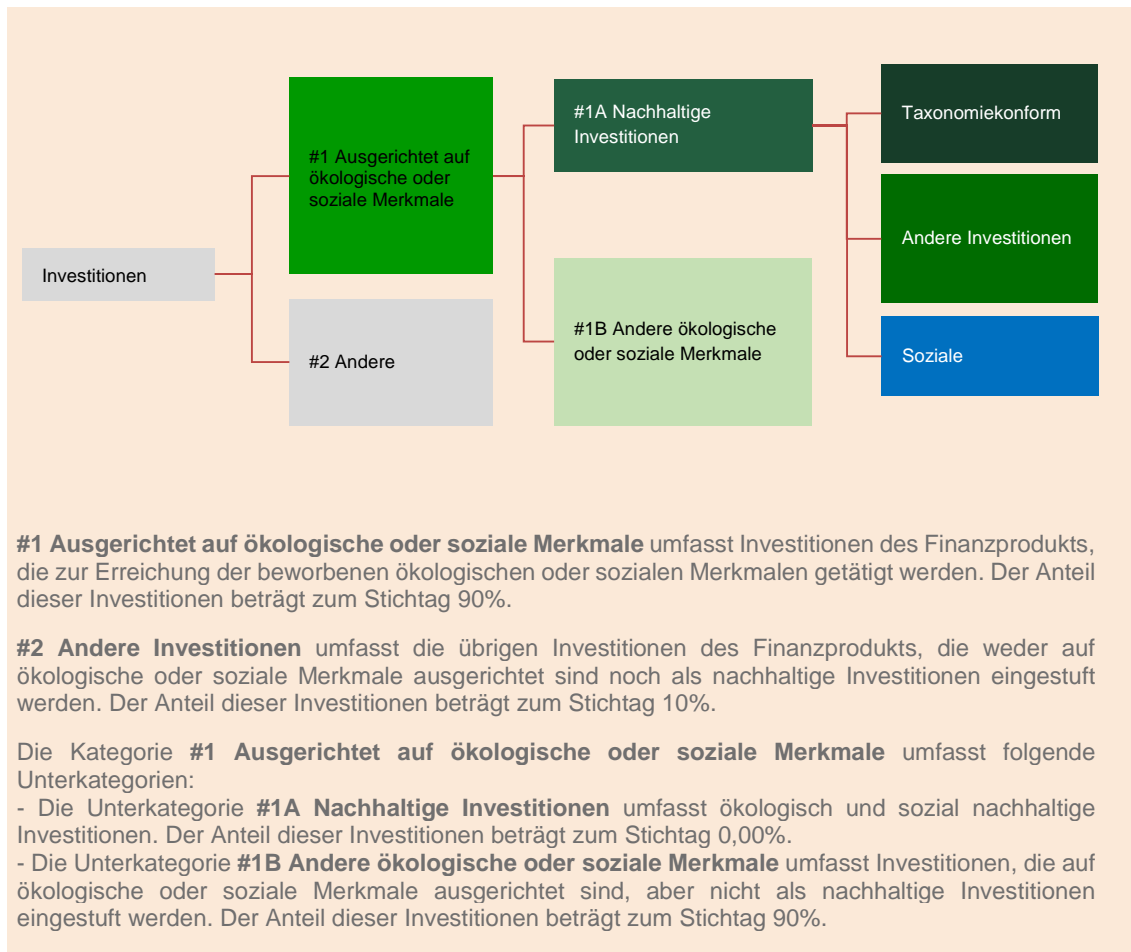 #1 Ausgerichtet auf
ökologische oder
soziale Merkmale
#1A Nachhaltige
Investitionen
Taxonomiekonform
Andere Investitionen
Investitionen
#2 Andere
#1B Andere ökologische
oder soziale Merkmale
Soziale
#1 Ausgerichtet auf ökologische oder soziale Merkmale umfasst Investitionen des Finanzprodukts,
die zur Erreichung der beworbenen ökologischen oder sozialen Merkmalen getätigt werden. Der Anteil
dieser Investitionen beträgt zum Stichtag 90%.
#2 Andere Investitionen umfasst die übrigen Investitionen des Finanzprodukts, die weder auf
ökologische oder soziale Merkmale ausgerichtet sind noch als nachhaltige Investitionen eingestuft
werden. Der Anteil dieser Investitionen beträgt zum Stichtag 10%.
Die Kategorie #1 Ausgerichtet auf ökologische oder soziale Merkmale umfasst folgende
Unterkategorien:
- Die Unterkategorie #1A Nachhaltige Investitionen umfasst ökologisch und sozial nachhaltige
Investitionen. Der Anteil dieser Investitionen beträgt zum Stichtag 0,00%.
- Die Unterkategorie #1B Andere ökologische oder soziale Merkmale umfasst Investitionen, die auf
ökologische oder soziale Merkmale ausgerichtet sind, aber nicht als nachhaltige Investitionen
eingestuft werden. Der Anteil dieser Investitionen beträgt zum Stichtag 90%.